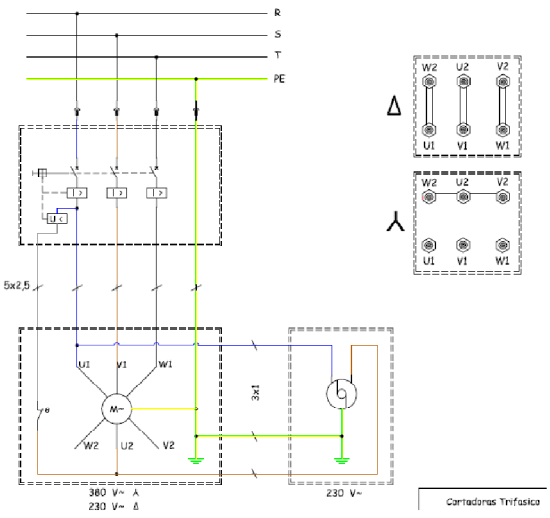 R
S
T
PE
W2 U2 V2
Δ
U1 V1 W1
W2 U2 V2
U1 V1 W1
I> I> I>
U<
5x2,5
U1 V1 W1
θ
M~
3x1
W2 U2 V2
380 V~ ⅄
230 V~ Δ
230 V~
Cortadoras Trifasica